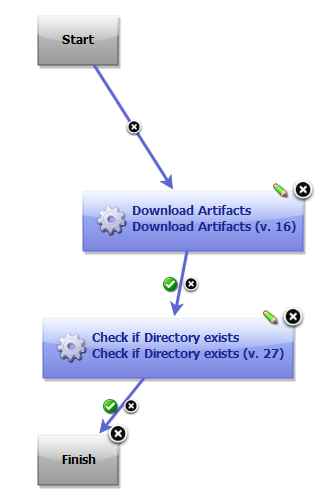 Start
Download Artifacts
Download Artifacts (v. 16)
Check if Directory exists
Check if Directory exists (v. 27)
Finish